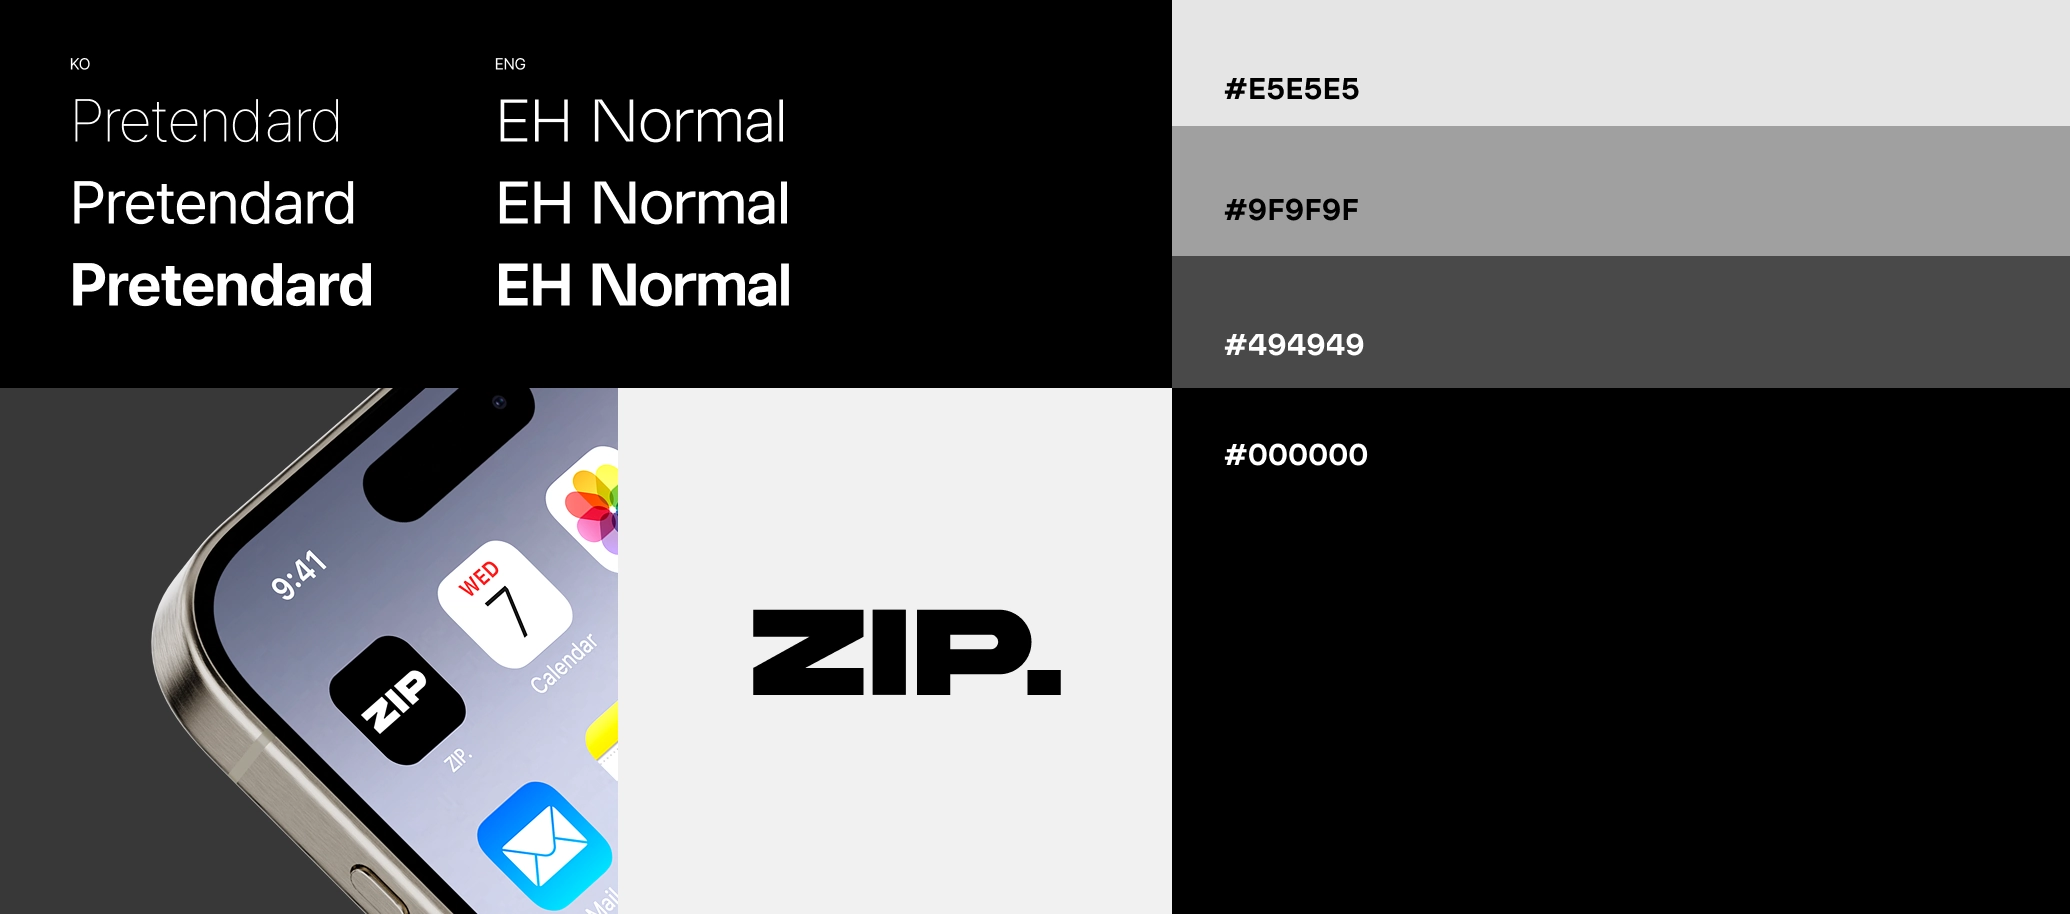 KO
Pretendard
Pretendard
Pretendard
ENG
EH Normal
EH Normal
EH Normal
#E5E5E5
#9F9F9F
#494949
#000000
9:41
WED
7
Calendar
ZIP
ZIP.
Mail
ZIP.